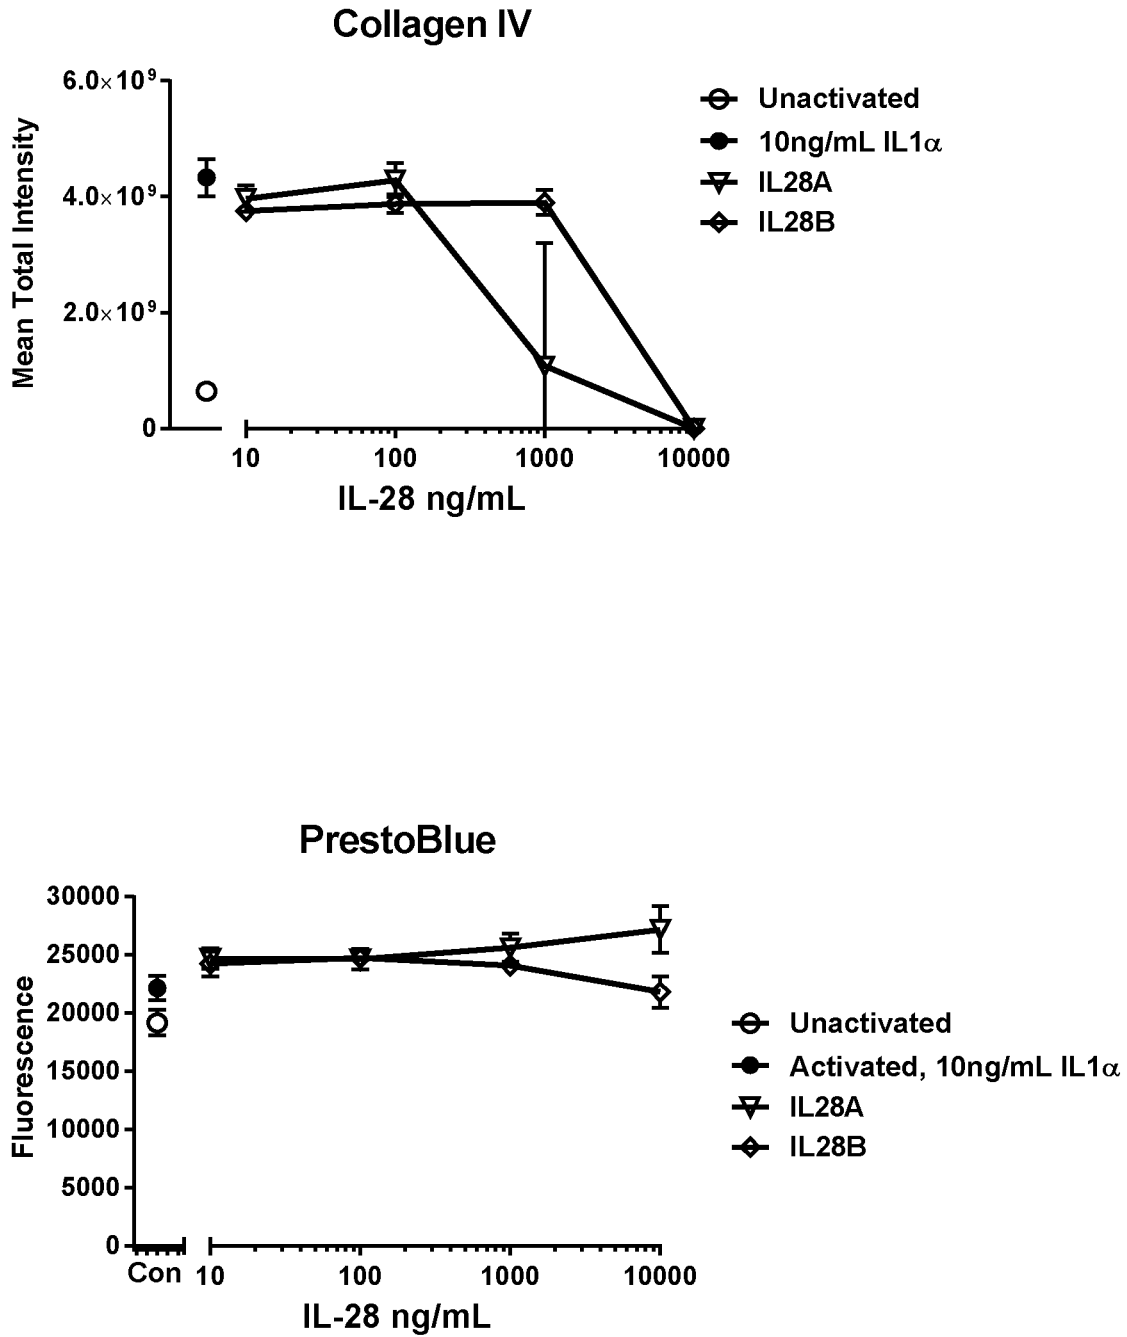 Collagen IV
6.0×10⁹
4.0×10⁹
2.0×10⁹
0
Mean Total Intensity
10 100 1000 10000
IL-28 ng/mL
Unactivated
10ng/mL IL1α
IL28A
IL28B
PrestoBlue
30000
25000
20000
15000
10000
5000
0
Fluorescence
Con 10 100 1000 10000
IL-28 ng/mL
Unactivated
Activated, 10ng/mL IL1α
IL28A
IL28B